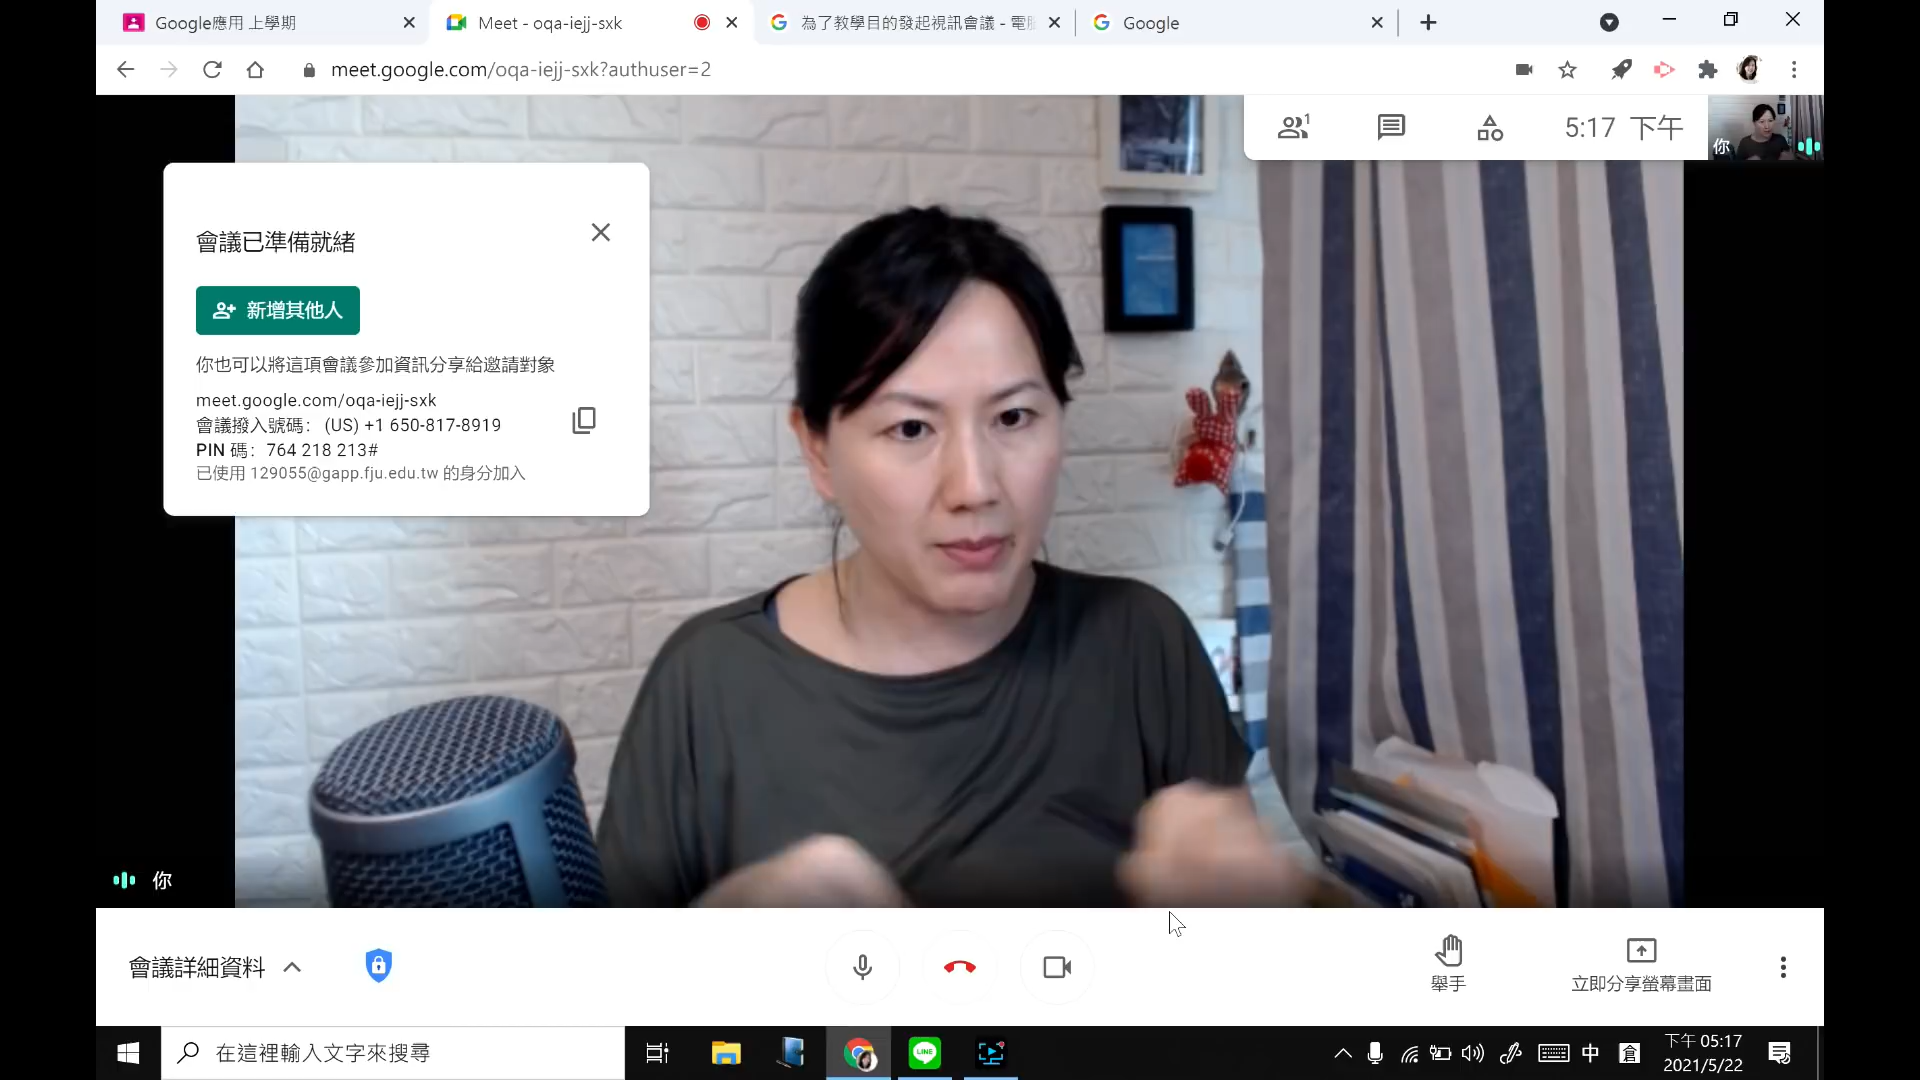 Google應用 上學期
Meet - oqa-iejj-sxk
為了教學目的發起視訊會議 - 電腦
Google
meet.google.com/oqa-iejj-sxk?authuser=2
1
5:17 下午
你
會議已準備就緒
新增其他人
你也可以將這項會議參加資訊分享給邀請對象
meet.google.com/oqa-iejj-sxk
會議撥入號碼： (US) +1 650-817-8919
PIN 碼： 764 218 213#
已使用 129055@gapp.fju.edu.tw 的身分加入
你
會議詳細資料
舉手
立即分享螢幕畫面
在這裡輸入文字來搜尋
LINE
中
倉
下午 05:17
2021/5/22